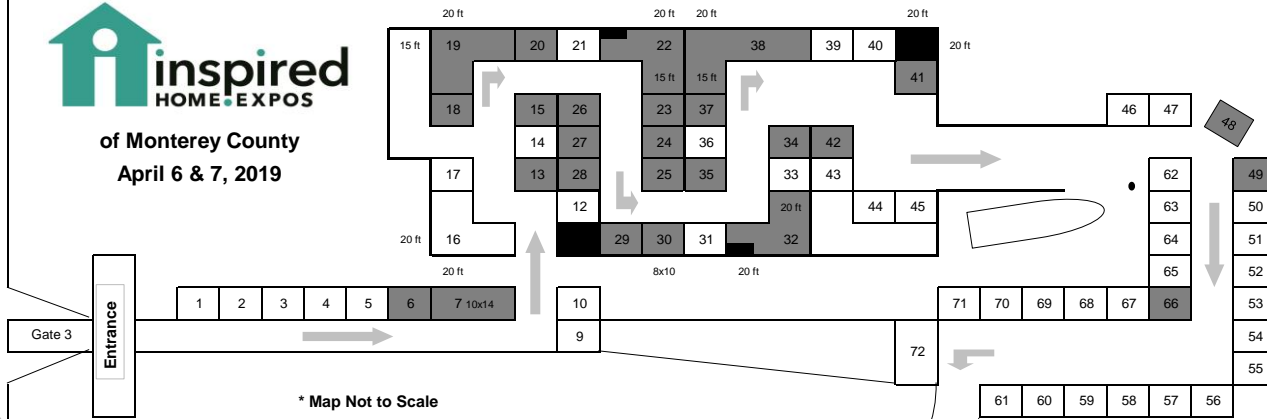 inspired
HOME EXPOS
of Monterey County
April 6 & 7, 2019
20 ft 20 ft 20 ft 20 ft
15 ft 19 20 21 22 38 39 40 20 ft
15 ft 15 ft 41
18 15 26 23 37 46 47 48
14 27 24 36 34 42
17 13 28 25 35 33 43 62 49
12 20 ft 44 45 63 50
20 ft 16 29 30 31 32 64 51
20 ft 8x10 20 ft 65 52
1 2 3 4 5 6 7 10x14 10 71 70 69 68 67 66 53
Gate 3 Entrance 9 72 54
55
* Map Not to Scale 61 60 59 58 57 56